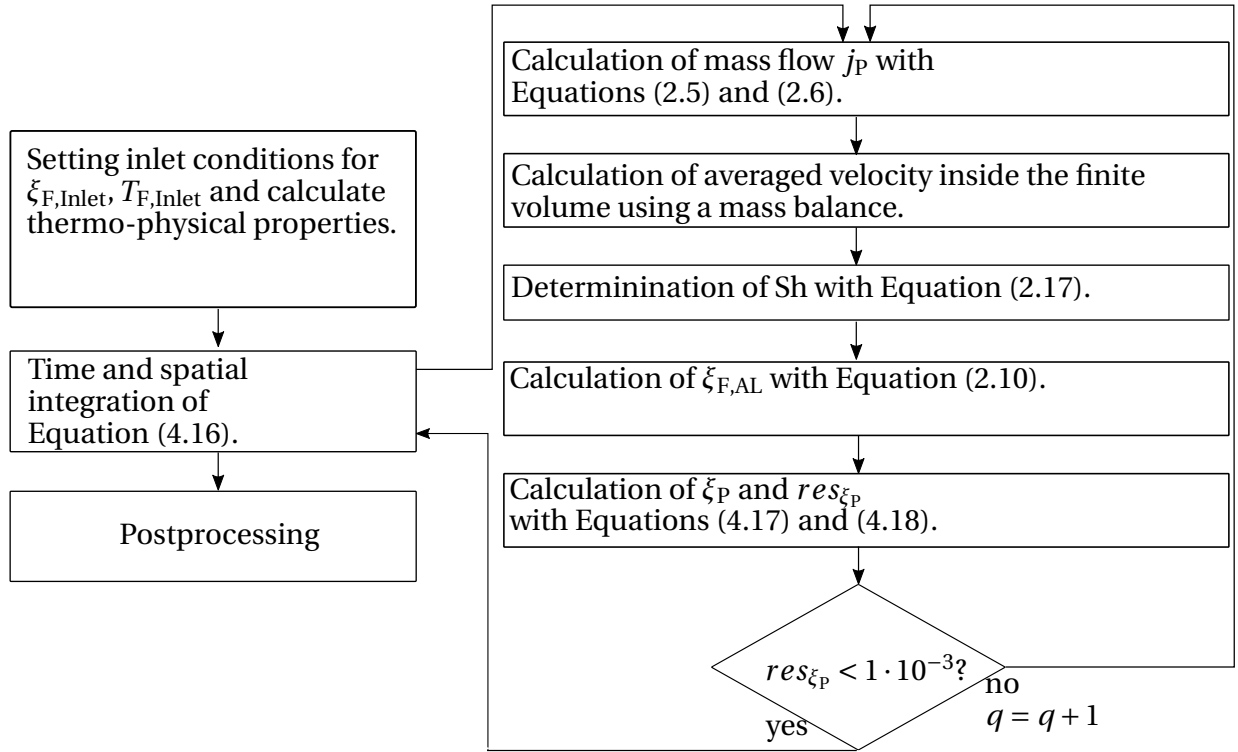 Setting inlet conditions for
ξF,Inlet, TF,Inlet and calculate
thermo-physical properties.
Time and spatial
integration of
Equation (4.16).
Postprocessing
Calculation of mass flow jP with
Equations (2.5) and (2.6).
Calculation of averaged velocity inside the finite
volume using a mass balance.
Determinination of Sh with Equation (2.17).
Calculation of ξF,AL with Equation (2.10).
Calculation of ξP and resξP
with Equations (4.17) and (4.18).
resξP < 1 · 10⁻³?
no
q = q + 1
yes